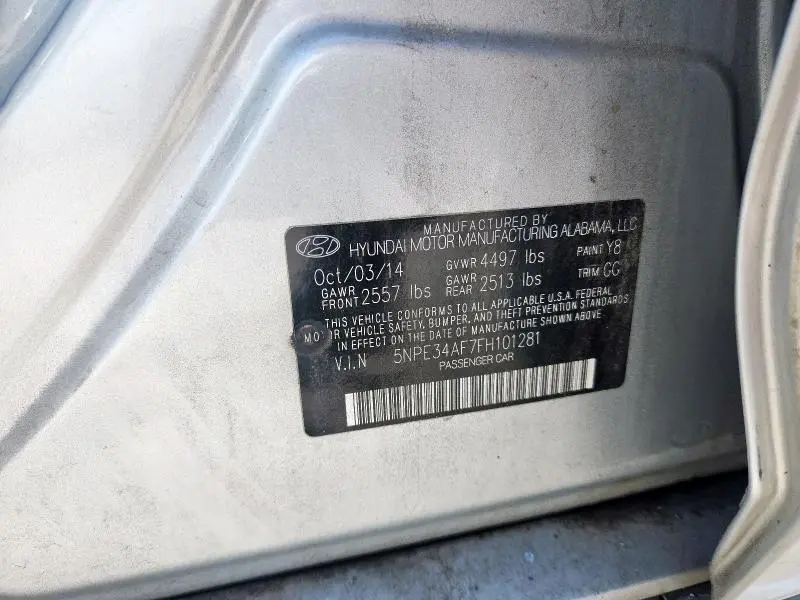 MANUFACTURED BY
HYUNDAI MOTOR MANUFACTURING ALABAMA, LLC
Oct/03/14 GVWR 4497 lbs PAINT Y8
GAWR FRONT 2557 lbs GAWR REAR 2513 lbs TRIM GG
THIS VEHICLE CONFORMS TO ALL APPLICABLE U.S.A. FEDERAL
MOTOR VEHICLE SAFETY, BUMPER, AND THEFT PREVENTION STANDARDS
IN EFFECT ON THE DATE OF MANUFACTURE SHOWN ABOVE.
V.I.N 5NPE34AF7FH101281
PASSENGER CAR